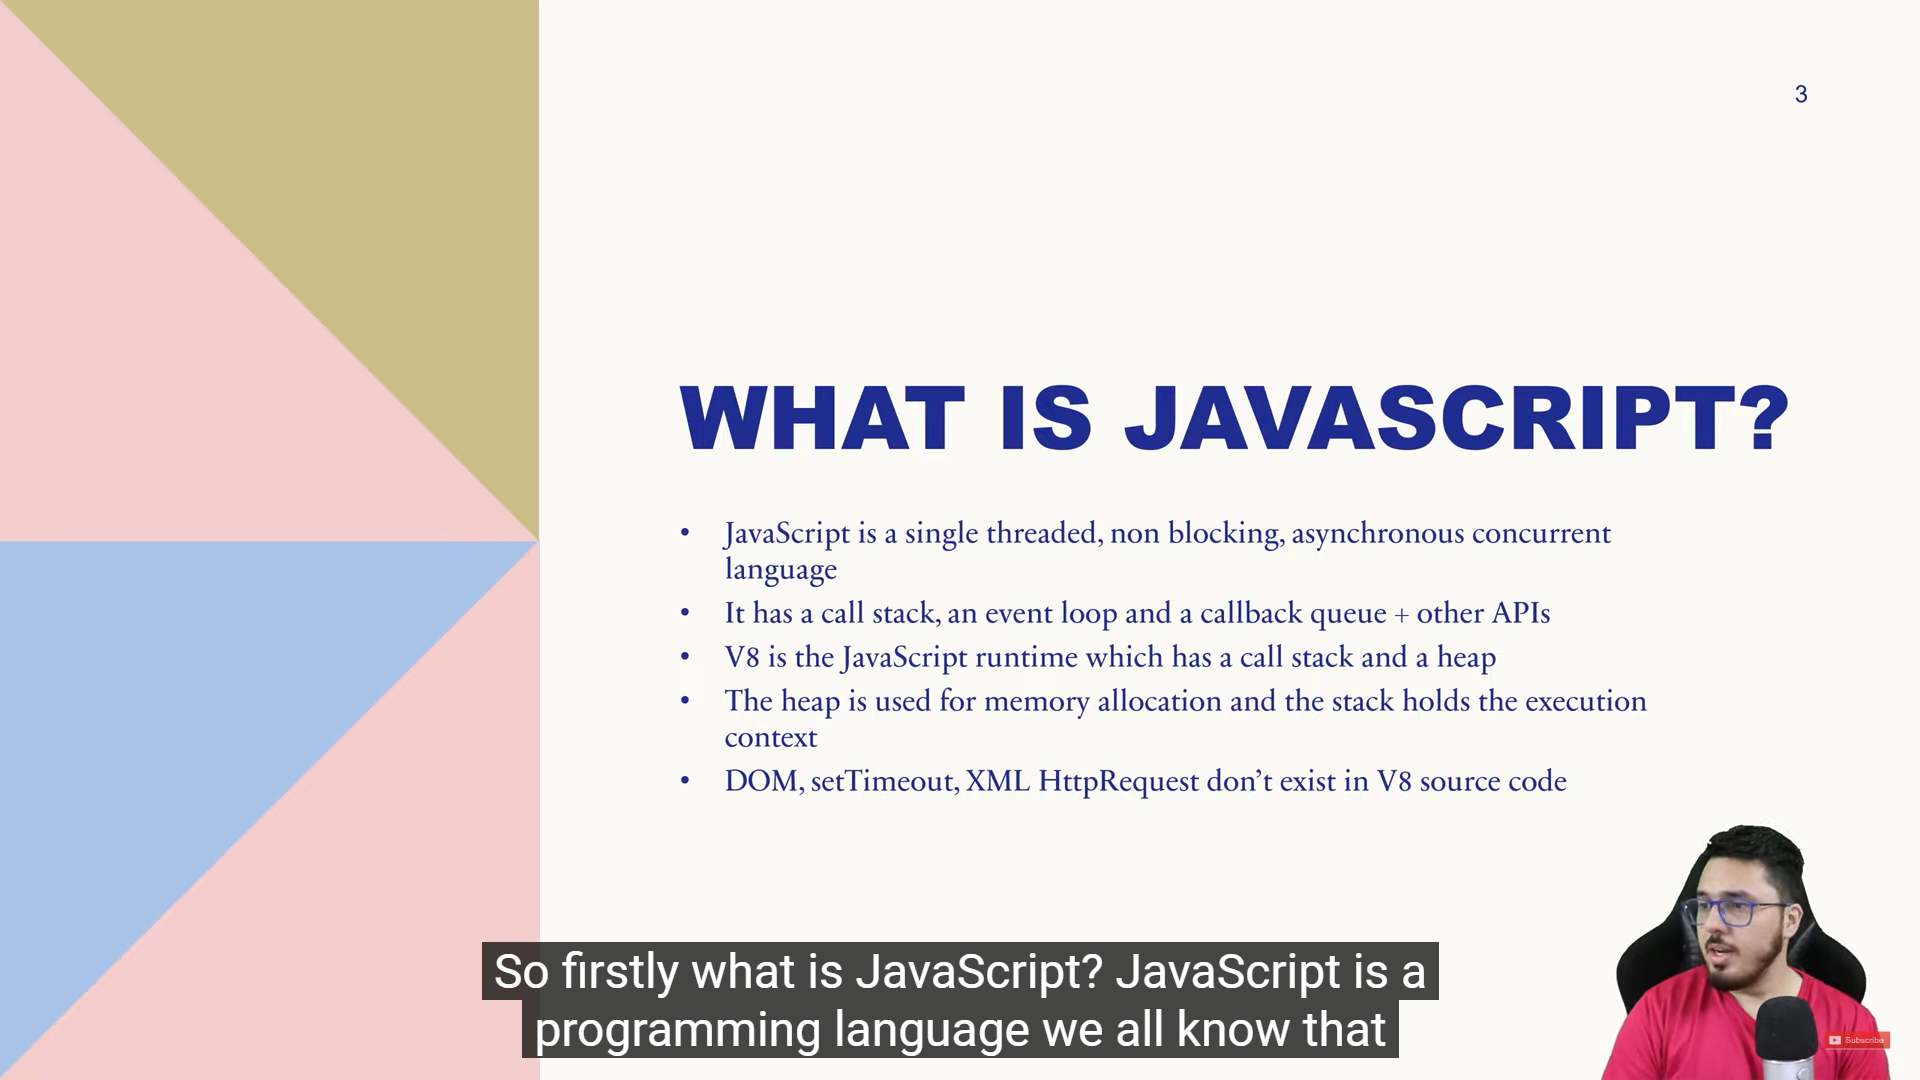 3
WHAT IS JAVASCRIPT?
• JavaScript is a single threaded, non blocking, asynchronous concurrent
language
• It has a call stack, an event loop and a callback queue + other APIs
• V8 is the JavaScript runtime which has a call stack and a heap
• The heap is used for memory allocation and the stack holds the execution
context
• DOM, setTimeout, XML HttpRequest don’t exist in V8 source code
So firstly what is JavaScript? JavaScript is a
programming language we all know that
Subscribe